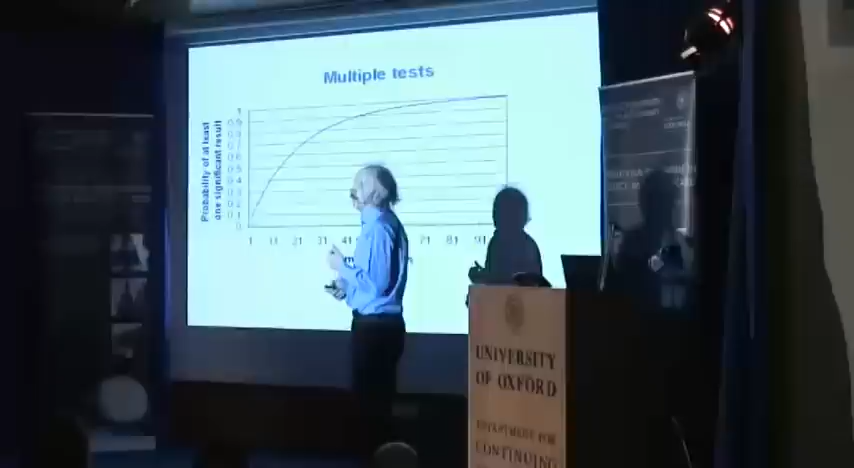 Multiple tests
Probability of at least
one significant result
1
0.9
0.8
0.7
0.6
0.5
0.4
0.3
0.2
0.1
0
1 11 21 31 41 71 81 91
UNIVERSITY
OF OXFORD
DEPARTMENT FOR
CONTINUING